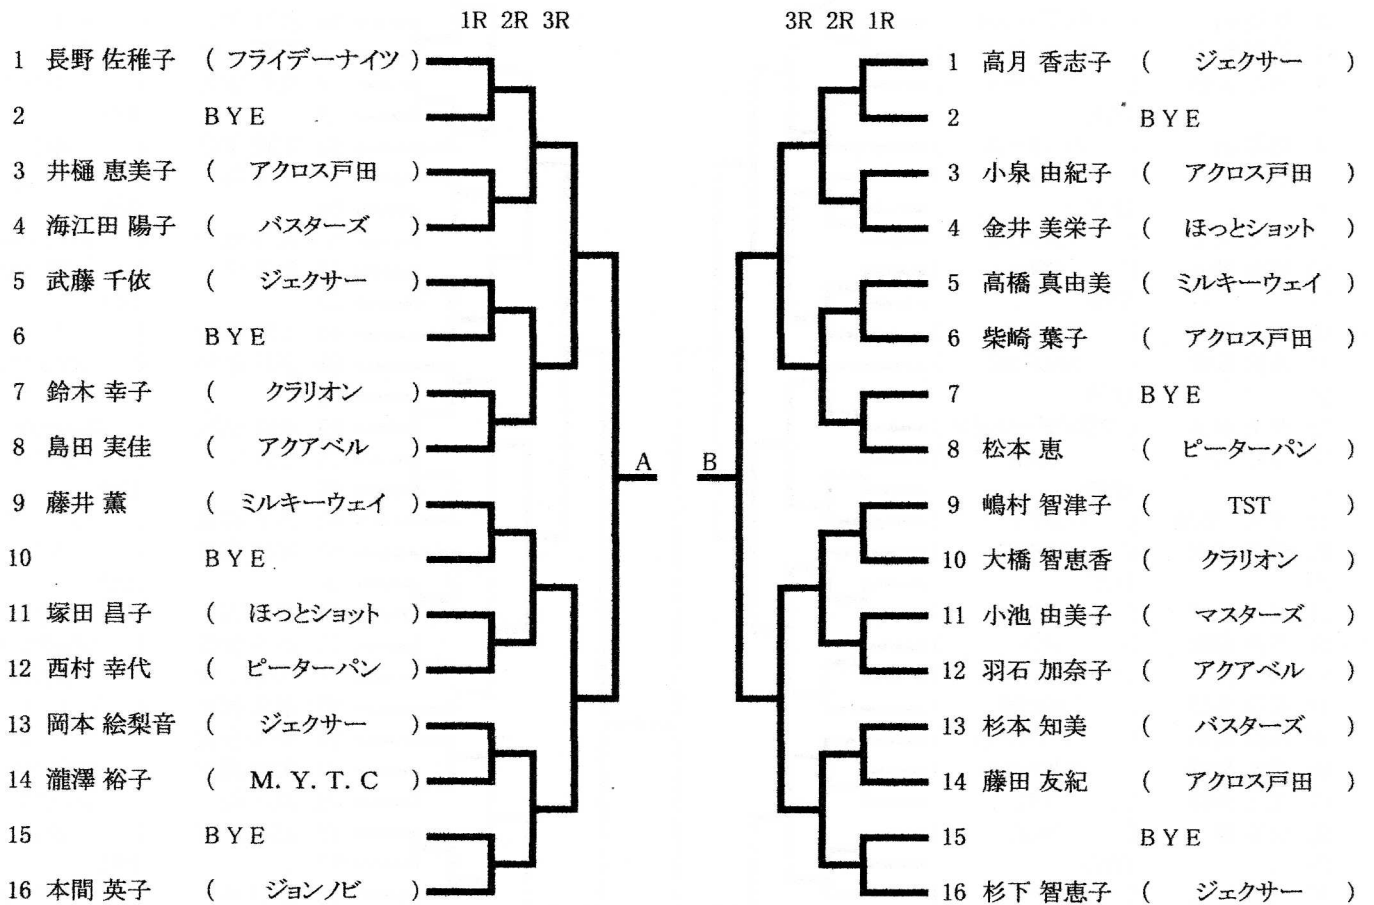 1R 2R 3R 3R 2R 1R
1 長野 佐稚子 ( フライデーナイツ ) 1 高月 香志子 ( ジェクサー )
2 BYE 2 BYE
3 井樋 恵美子 ( アクロス戸田 ) 3 小泉 由紀子 ( アクロス戸田 )
4 海江田 陽子 ( バスターズ ) 4 金井 美栄子 ( ほっとショット )
5 武藤 千依 ( ジェクサー ) 5 高橋 真由美 ( ミルキーウェイ )
6 BYE 6 柴崎 葉子 ( アクロス戸田 )
7 鈴木 幸子 ( クラリオン ) 7 BYE
8 島田 実佳 ( アクアベル ) 8 松本 恵 ( ピーターパン )
A B
9 藤井 薫 ( ミルキーウェイ ) 9 嶋村 智津子 ( TST )
10 BYE 10 大橋 智恵香 ( クラリオン )
11 塚田 昌子 ( ほっとショット ) 11 小池 由美子 ( マスターズ )
12 西村 幸代 ( ピーターパン ) 12 羽石 加奈子 ( アクアベル )
13 岡本 絵梨音 ( ジェクサー ) 13 杉本 知美 ( バスターズ )
14 瀧澤 裕子 ( M. Y. T. C ) 14 藤田 友紀 ( アクロス戸田 )
15 BYE 15 BYE
16 本間 英子 ( ジョンノビ ) 16 杉下 智恵子 ( ジェクサー )